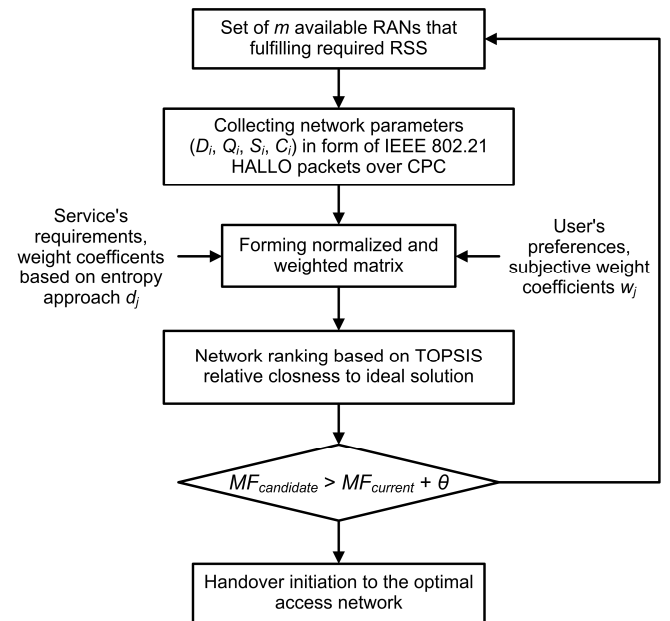 Set of m available RANs that
fulfilling required RSS
Collecting network parameters
(Di, Qi, Si, Ci) in form of IEEE 802.21
HALLO packets over CPC
Service's
requirements,
weight coefficents
based on entropy
approach dj
Forming normalized and
weighted matrix
User's
preferences,
subjective weight
coefficients wj
Network ranking based on TOPSIS
relative closness to ideal solution
MFcandidate > MFcurrent + θ
Handover initiation to the optimal
access network